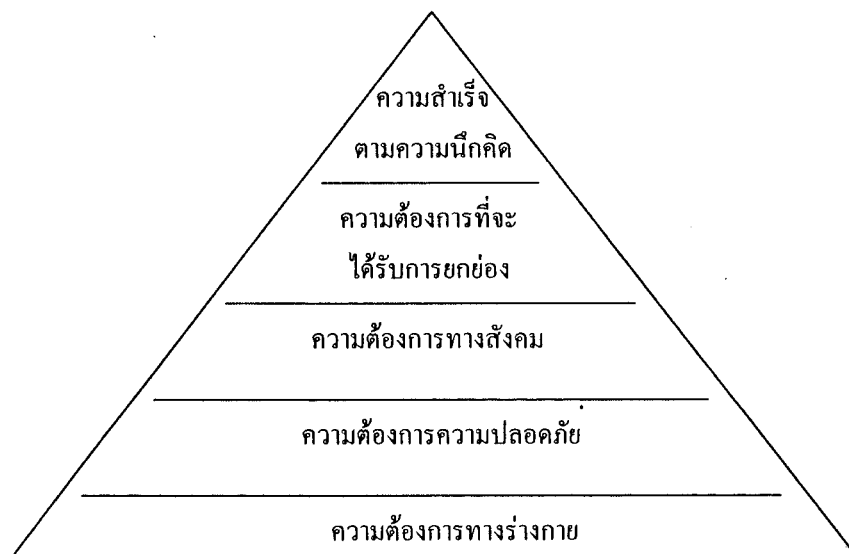 ความสำเร็จ
ตามความนึกคิด
ความต้องการที่จะ
ได้รับการยกย่อง
ความต้องการทางสังคม
ความต้องการความปลอดภัย
ความต้องการทางร่างกาย